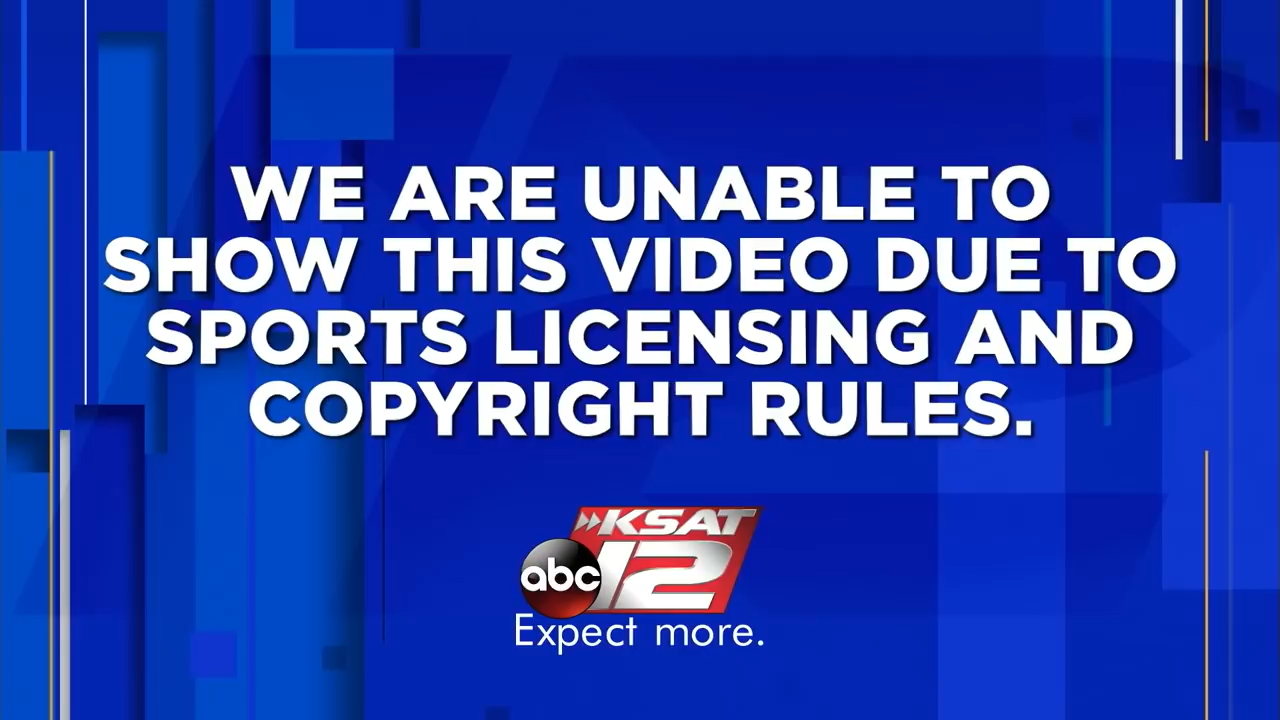 WE ARE UNABLE TO
SHOW THIS VIDEO DUE TO
SPORTS LICENSING AND
COPYRIGHT RULES.
KSAT
abc 12
Expect more.